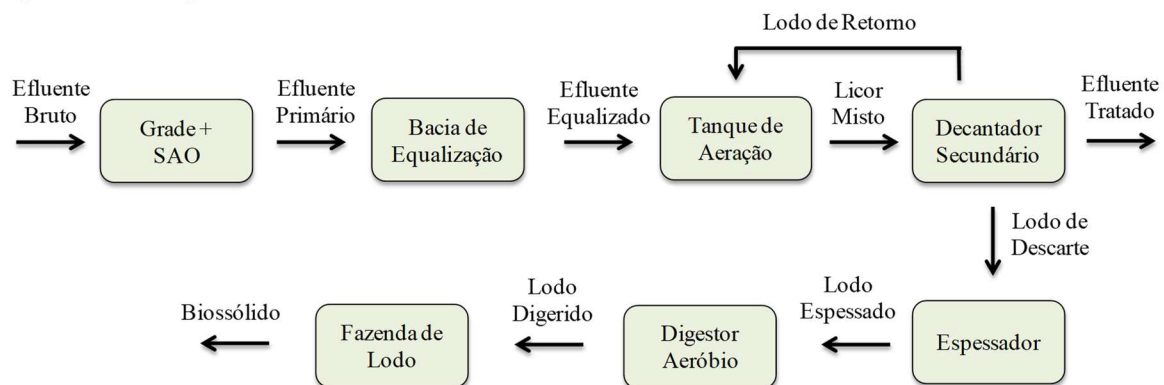 Lodo de Retorno
Efluente
Bruto
Grade +
SAO
Efluente
Primário
Bacia de
Equalização
Efluente
Equalizado
Tanque de
Aeração
Licor
Misto
Decantador
Secundário
Efluente
Tratado
Lodo de
Descarte
Biossólido
Fazenda de
Lodo
Lodo
Digerido
Digestor
Aeróbio
Lodo
Espessado
Espessador